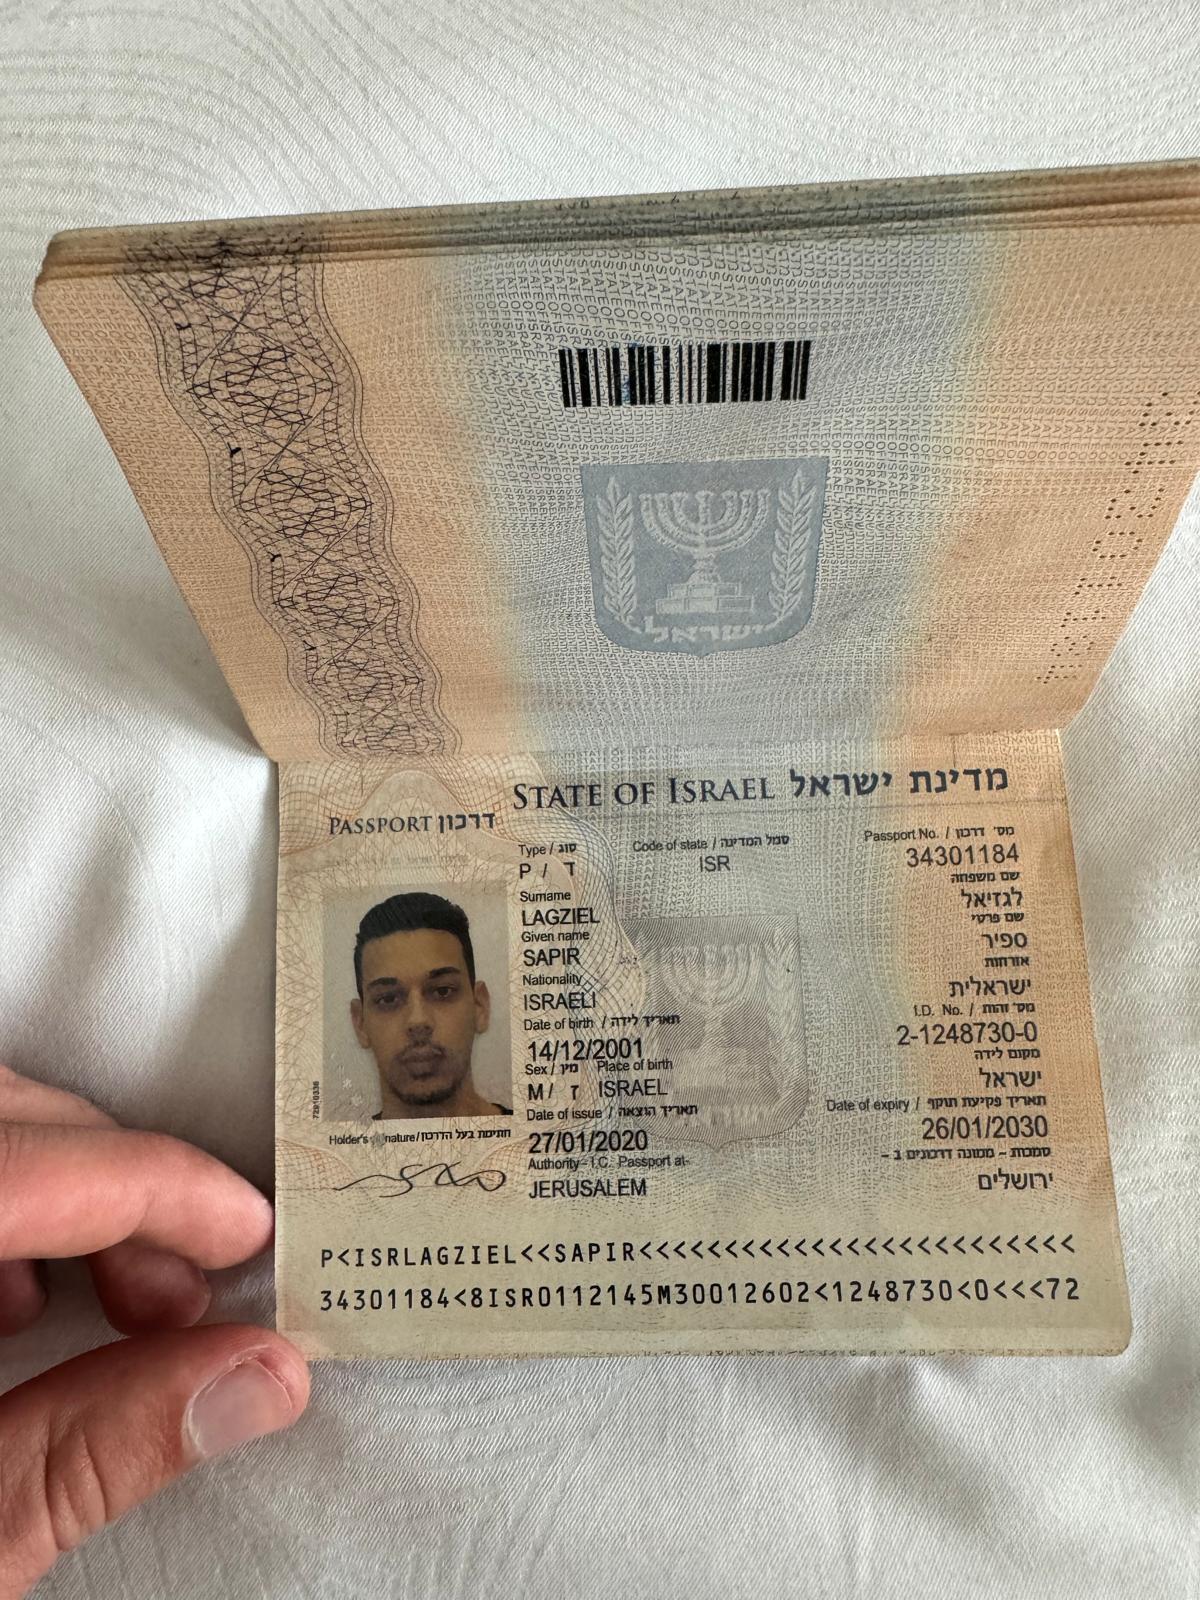 ישראל
STATE OF ISRAEL מדינת ישראל
PASSPORT דרכון
Type / סוג
P / ד
Code of state / סמל המדינה
ISR
Passport No. / מס' דרכון
34301184
Surname
LAGZIEL
שם משפחה
לגזיאל
Given name
SAPIR
שם פרטי
ספיר
Nationality
ISRAELI
אזרחות
ישראלית
Date of birth / תאריך לידה
14/12/2001
I.D. No. / מס' זהות
2-1248730-0
Sex / מין Place of birth
M / ז ISRAEL
מקום לידה
ישראל
Date of issue / תאריך הוצאה
27/01/2020
Date of expiry / תאריך פקיעת תוקף
26/01/2030
Authority - I.C. Passport at-
JERUSALEM
סמכות - ממונה דרכונים ב -
ירושלים
Holder's / חתימת בעל הדרכון
P<ISRLAGZIEL<<SAPIR<<<<<<<<<<<<<<<<<<<<<<<<<
34301184<8ISR0112145M30012602<1248730<0<<<72